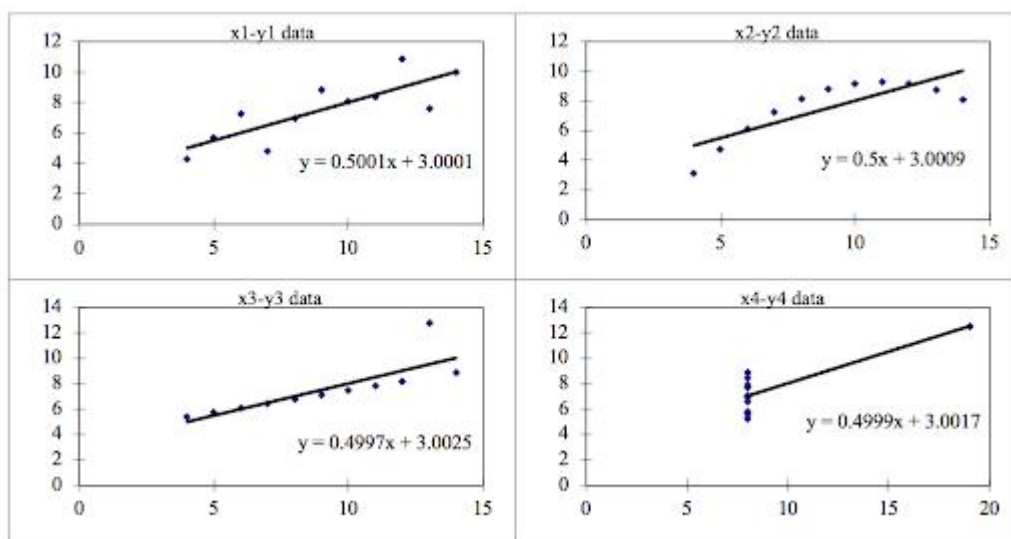 x1-y1 data
12
10
8
6
4
2
0
0 5 10 15
y = 0.5001x + 3.0001
x2-y2 data
12
10
8
6
4
2
0
0 5 10 15
y = 0.5x + 3.0009
x3-y3 data
14
12
10
8
6
4
2
0
0 5 10 15
y = 0.4997x + 3.0025
x4-y4 data
14
12
10
8
6
4
2
0
0 5 10 15 20
y = 0.4999x + 3.0017